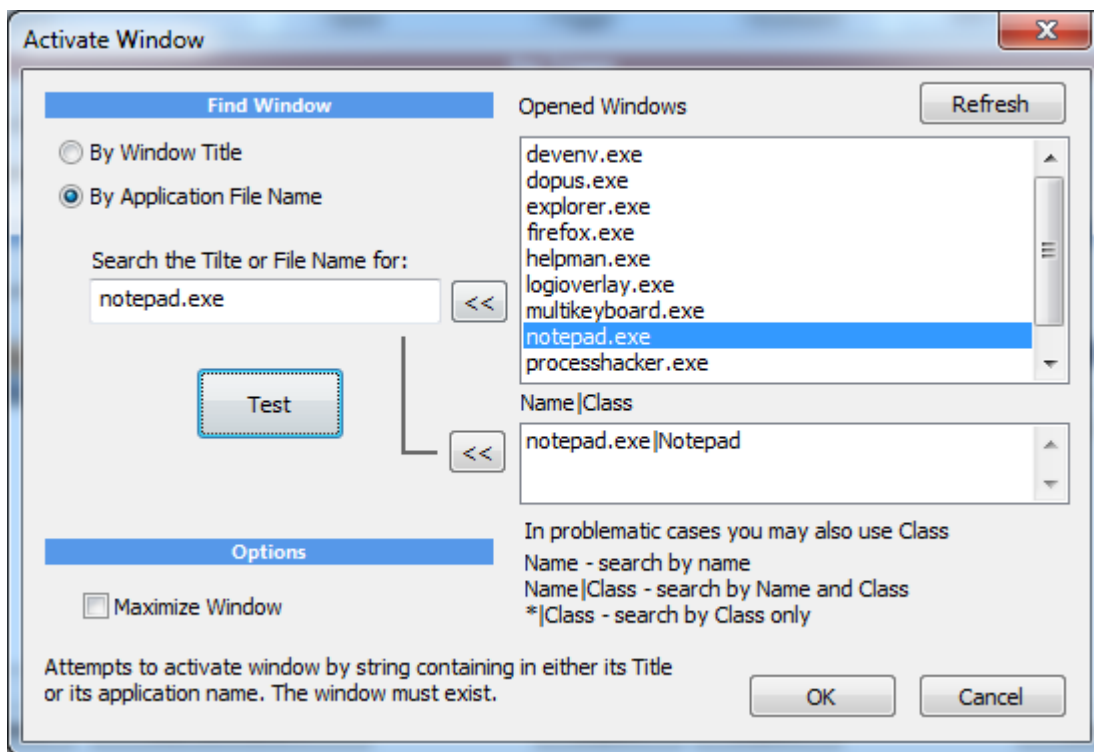 Activate Window
Find Window
By Window Title
By Application File Name
Search the Tilte or File Name for:
notepad.exe
<<
Test
<<
Options
Maximize Window
Attempts to activate window by string containing in either its Title
or its application name. The window must exist.
Opened Windows
Refresh
devenv.exe
dopus.exe
explorer.exe
firefox.exe
helpman.exe
logioverlay.exe
multikeyboard.exe
notepad.exe
processhacker.exe
Name|Class
notepad.exe|Notepad
In problematic cases you may also use Class
Name - search by name
Name|Class - search by Name and Class
*|Class - search by Class only
OK
Cancel